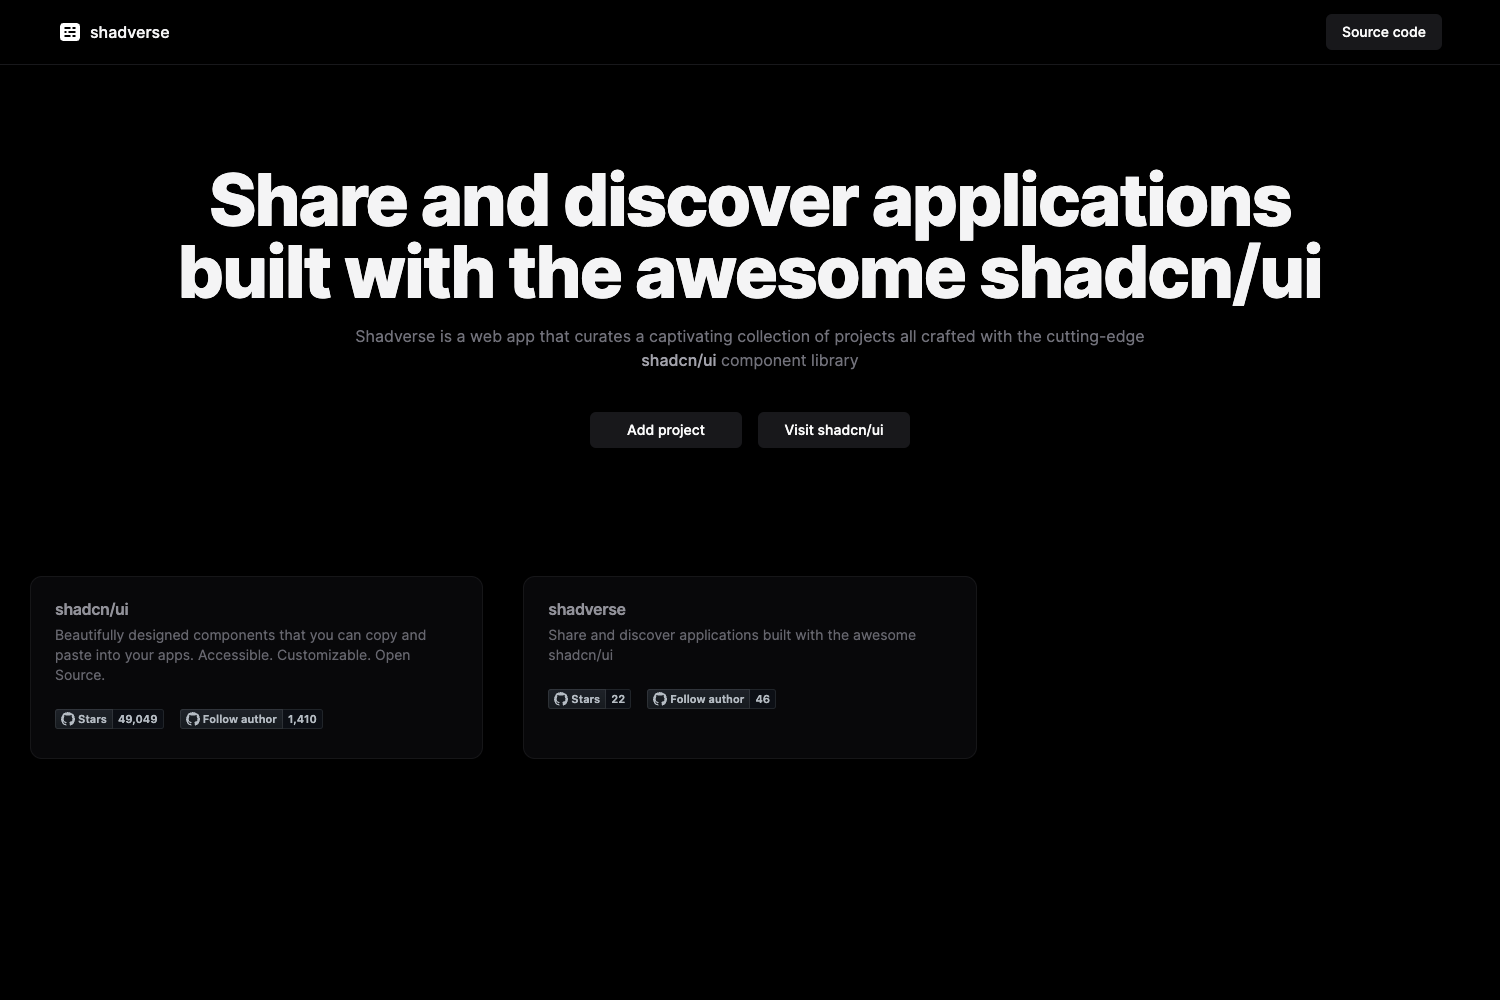 shadverse
Source code
Share and discover applications
built with the awesome shadcn/ui
Shadverse is a web app that curates a captivating collection of projects all crafted with the cutting-edge
shadcn/ui component library
Add project
Visit shadcn/ui
shadcn/ui
Beautifully designed components that you can copy and
paste into your apps. Accessible. Customizable. Open
Source.
Stars 49,049
Follow author 1,410
shadverse
Share and discover applications built with the awesome
shadcn/ui
Stars 22
Follow author 46